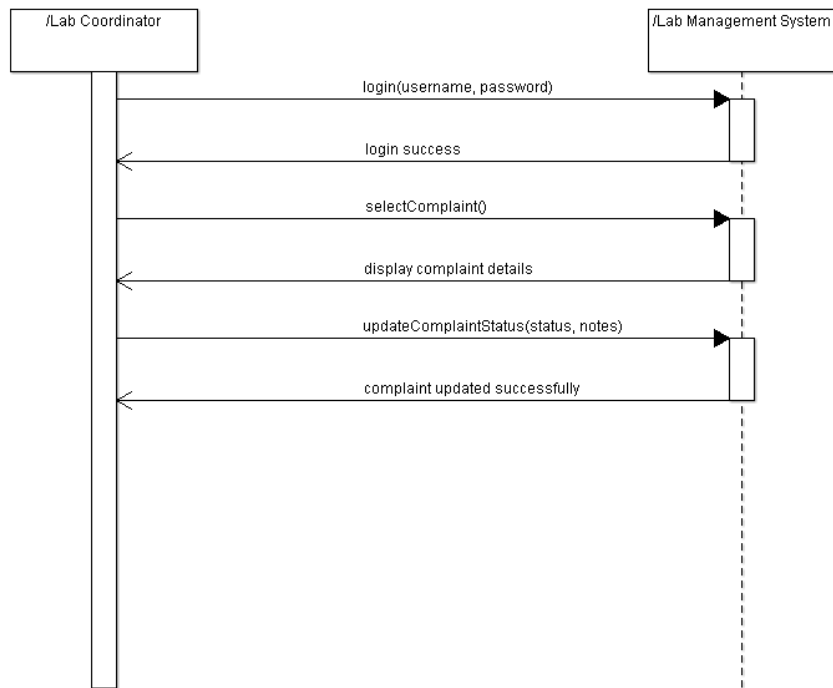 /Lab Coordinator
/Lab Management System
login(username, password)
login success
selectComplaint()
display complaint details
updateComplaintStatus(status, notes)
complaint updated successfully